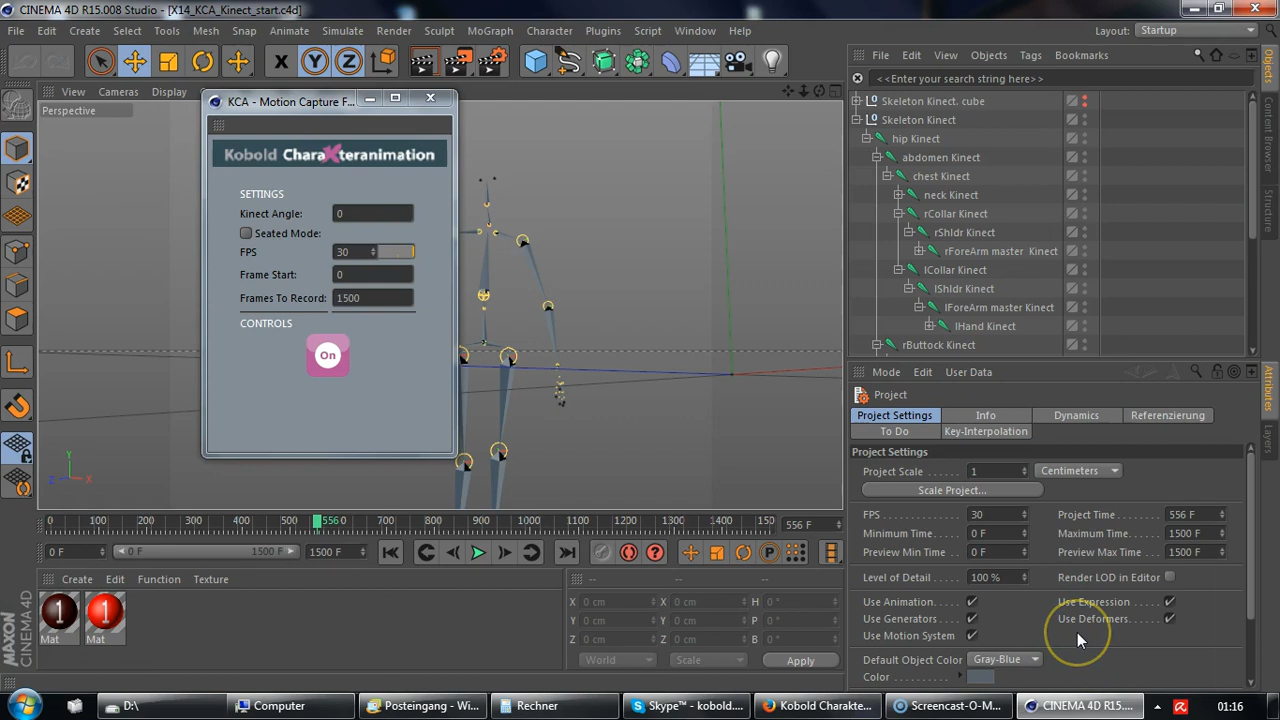 CINEMA 4D R15.008 Studio - [X14_KCA_Kinect_start.c4d]
File Edit Create Select Tools Mesh Snap Animate Simulate Render Sculpt MoGraph Character Plugins Script Window Help Layout: Startup
X Y Z
View Cameras Display
Perspective
KCA - Motion Capture F...
Kobold CharaXteranimation
SETTINGS
Kinect Angle: 0
Seated Mode:
FPS 30
Frame Start: 0
Frames To Record: 1500
CONTROLS
On
Y
Z X
File Edit View Objects Tags Bookmarks
<<Enter your search string here>>
Skeleton Kinect. cube
Skeleton Kinect
hip Kinect
abdomen Kinect
chest Kinect
neck Kinect
rCollar Kinect
rShldr Kinect
rForeArm master Kinect
lCollar Kinect
lShldr Kinect
lForeArm master Kinect
lHand Kinect
rButtock Kinect
Objects
Content Browser
Structure
Attributes
Layers
Mode Edit User Data
Project
Project Settings Info Dynamics Referenzierung
To Do Key-Interpolation
Project Settings
Project Scale 1 Centimeters
Scale Project...
FPS 30 Project Time 556 F
Minimum Time 0 F Maximum Time 1500 F
Preview Min Time 0 F Preview Max Time 1500 F
Level of Detail 100 % Render LOD in Editor
Use Animation Use Expression
Use Generators Use Deformers
Use Motion System
Default Object Color Gray-Blue
Color
0 100 200 300 400 500 5560 600 700 800 900 1000 1100 1200 1300 1400 150 556 F
0 F 0 F 1500 F 1500 F
Create Edit Function Texture
1 1
Mat Mat
-- -- --
X 0 cm X 0 cm H 0 °
Y 0 cm Y 0 cm P 0 °
Z 0 cm Z 0 cm B 0 °
World Scale Apply
MAXON
CINEMA 4D
D:\ Computer Posteingang - Wi... Rechner Skype™ - kobold.... Kobold Charakte... Screencast-O-M... CINEMA 4D R15.... 01:16